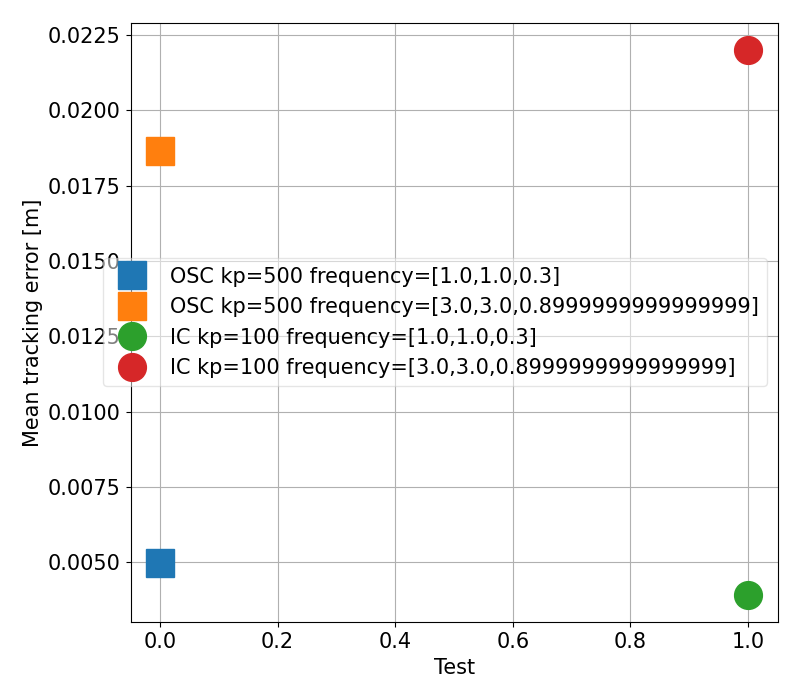 Mean tracking error [m]
0.0225
0.0200
0.0175
0.0150
0.0125
0.0100
0.0075
0.0050
OSC kp=500 frequency=[1.0,1.0,0.3]
OSC kp=500 frequency=[3.0,3.0,0.8999999999999999]
IC kp=100 frequency=[1.0,1.0,0.3]
IC kp=100 frequency=[3.0,3.0,0.8999999999999999]
0.0 0.2 0.4 0.6 0.8 1.0
Test